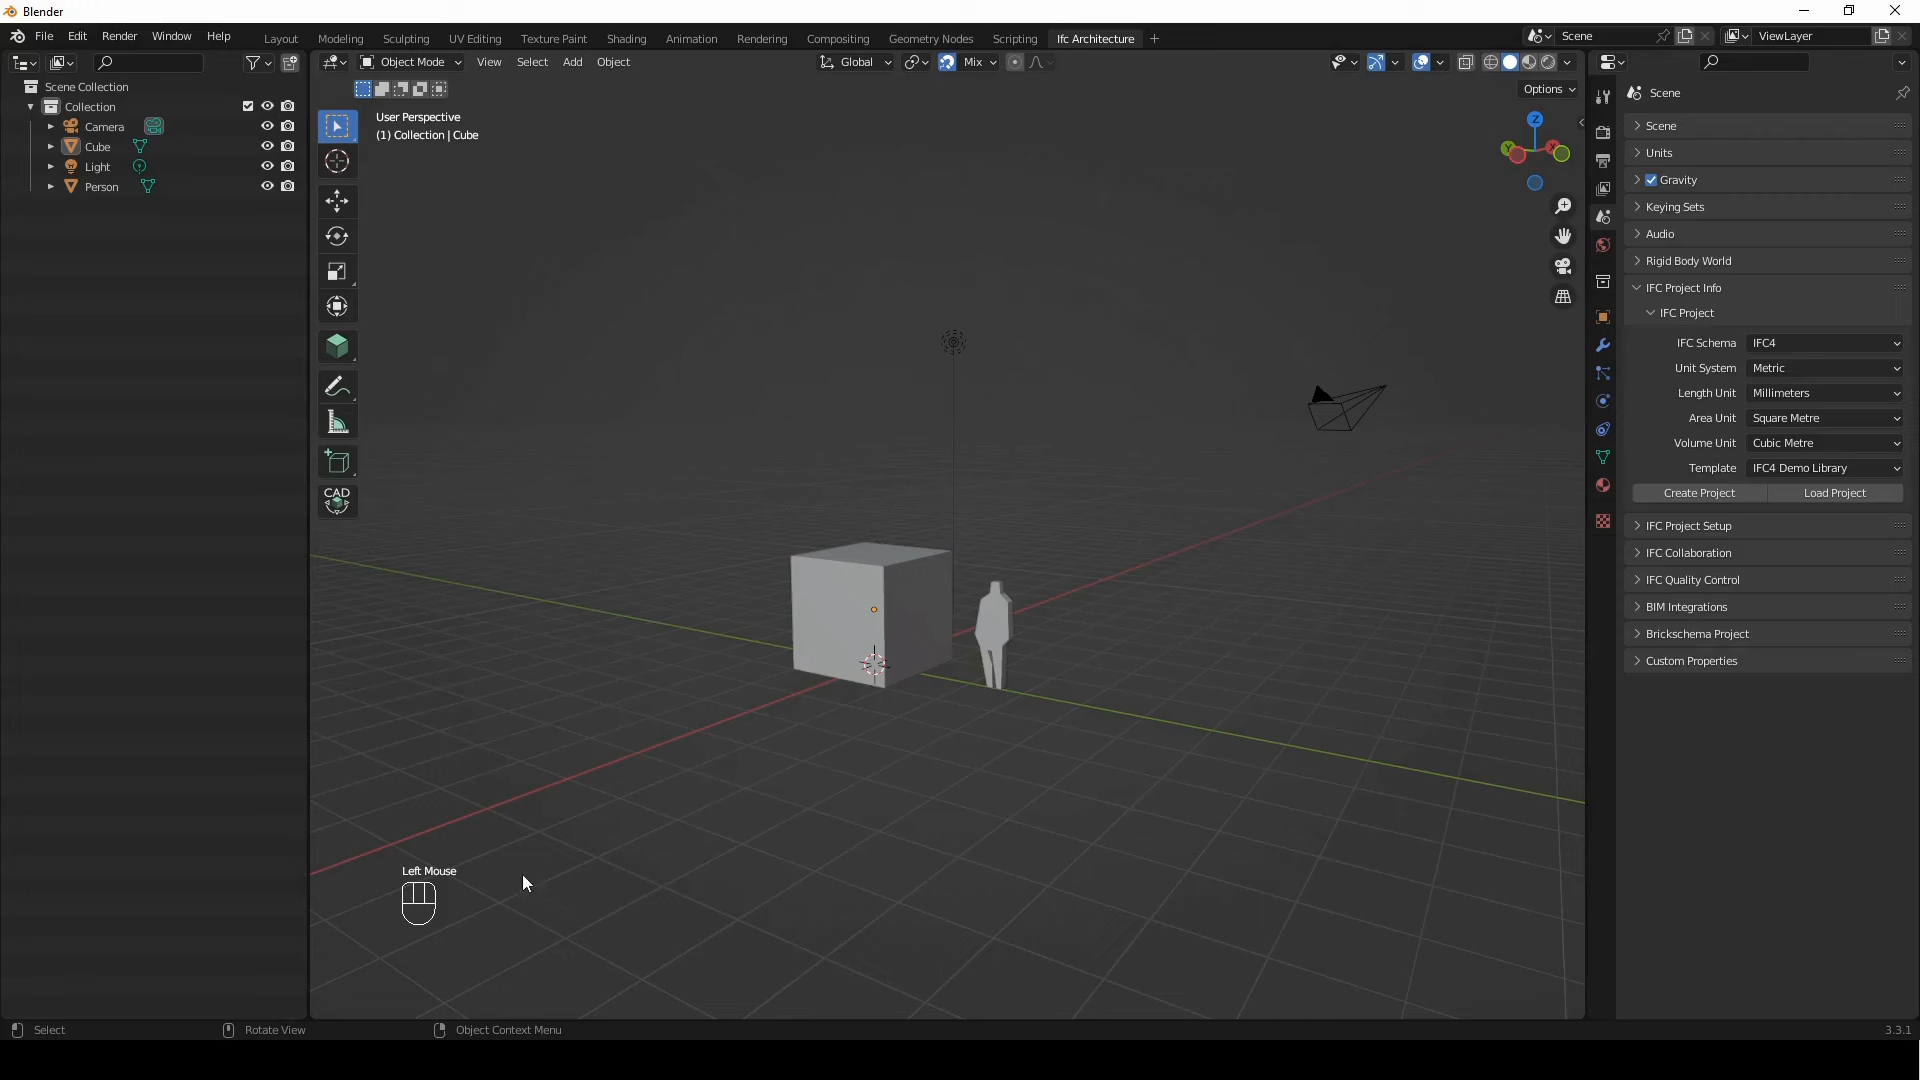 Blender
File Edit Render Window Help
Layout Modeling Sculpting UV Editing Texture Paint Shading Animation Rendering Compositing Geometry Nodes Scripting Ifc Architecture +
Scene
ViewLayer
Object Mode View Select Add Object
Global
Mix
Options
Scene Collection
Collection
Camera
Cube
Light
Person
User Perspective
(1) Collection | Cube
Z
Y
X
CAD
Left Mouse
Scene
Scene
Units
Gravity
Keying Sets
Audio
Rigid Body World
IFC Project Info
IFC Project
IFC Schema IFC4
Unit System Metric
Length Unit Millimeters
Area Unit Square Metre
Volume Unit Cubic Metre
Template IFC4 Demo Library
Create Project Load Project
IFC Project Setup
IFC Collaboration
IFC Quality Control
BIM Integrations
Brickschema Project
Custom Properties
Select Rotate View Object Context Menu 3.3.1